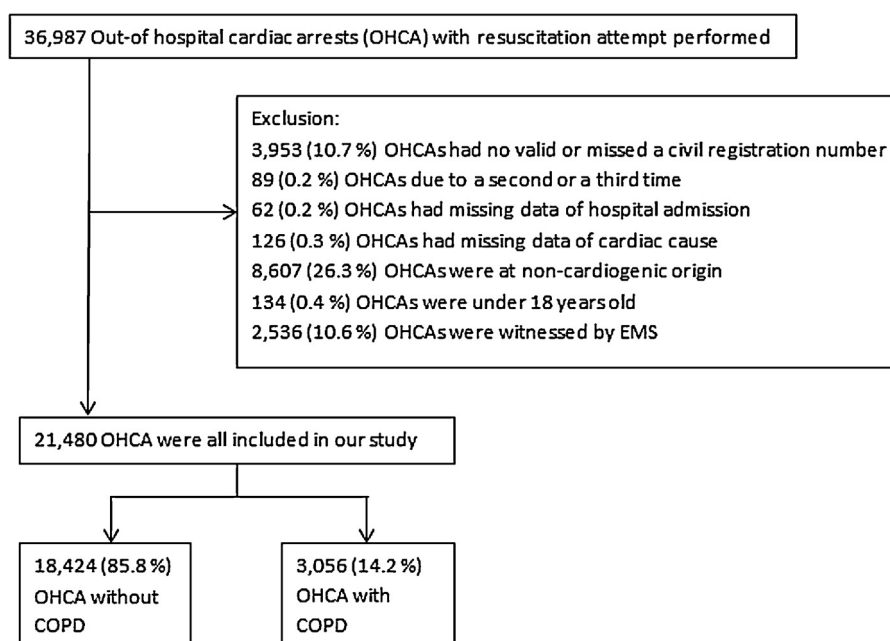 36,987 Out-of hospital cardiac arrests (OHCA) with resuscitation attempt performed
Exclusion:
3,953 (10.7 %) OHCAs had no valid or missed a civil registration number
89 (0.2 %) OHCAs due to a second or a third time
62 (0.2 %) OHCAs had missing data of hospital admission
126 (0.3 %) OHCAs had missing data of cardiac cause
8,607 (26.3 %) OHCAs were at non-cardiogenic origin
134 (0.4 %) OHCAs were under 18 years old
2,536 (10.6 %) OHCAs were witnessed by EMS
21,480 OHCA were all included in our study
18,424 (85.8 %)
OHCA without
COPD
3,056 (14.2 %)
OHCA with
COPD